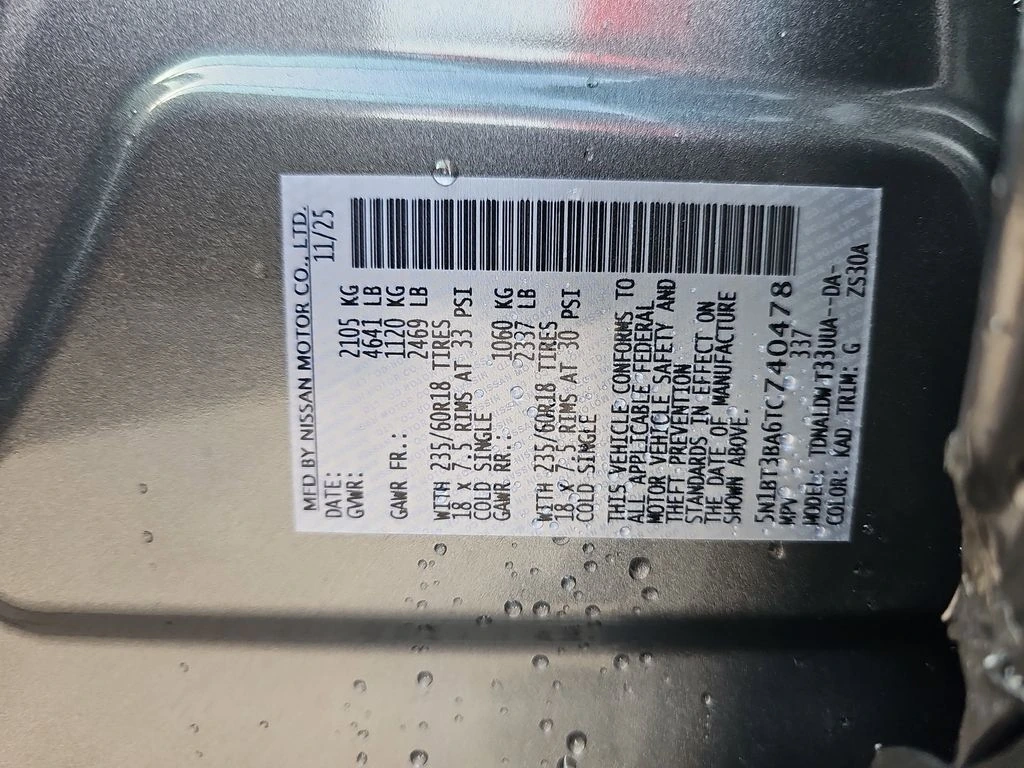 MFD BY NISSAN MOTOR CO., LTD.
DATE: 11/25
GVWR: 2105 KG
4641 LB
GAWR FR.: 1120 KG
2469 LB
WITH 235/60R18 TIRES
18 x 7.5 RIMS AT 33 PSI
COLD SINGLE
GAWR RR.: 1060 KG
2337 LB
WITH 235/60R18 TIRES
18 x 7.5 RIMS AT 30 PSI
COLD SINGLE
THIS VEHICLE CONFORMS TO
ALL APPLICABLE FEDERAL
MOTOR VEHICLE SAFETY AND
THEFT PREVENTION
STANDARDS IN EFFECT ON
THE DATE OF MANUFACTURE
SHOWN ABOVE.
5N1BT3BA6TC740478
MPV 337
MODEL: TDNALDW T33UUA--DA-
COLOR: KAD TRIM: G ZS30A